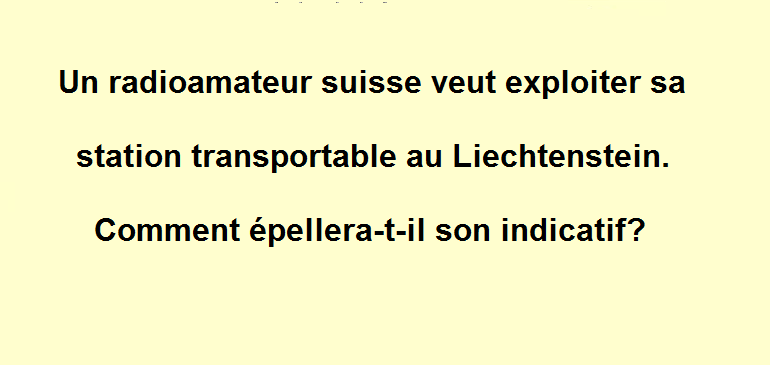 Un radioamateur suisse veut exploiter sa
station transportable au Liechtenstein.
Comment épellera-t-il son indicatif?